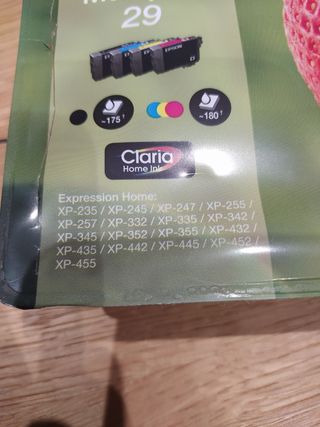 29
EPSON
~175†
~180†
Claria
Home Ink
Expression Home:
XP-235 / XP-245 / XP-247 / XP-255 /
XP-257 / XP-332 / XP-335 / XP-342 /
XP-345 / XP-352 / XP-355 / XP-432 /
XP-435 / XP-442 / XP-445 / XP-452 /
XP-455